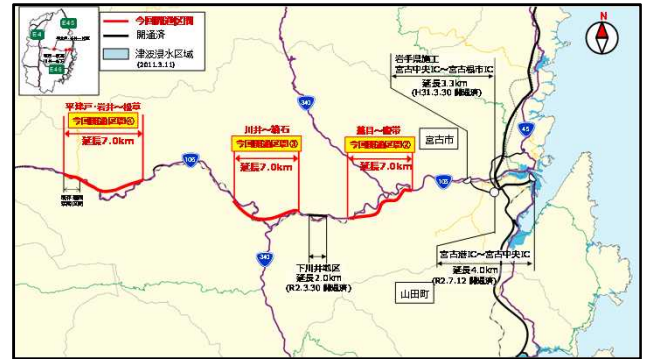 E45
E4
E46
今回開通区間
開通済
津波浸水区域
(2011.3.11)
N
岩手県施工
宮古中央IC～宮古根市IC
延長3.3km
(H31.3.30 開通済)
平津戸・岩井～松草
今回開通区間④
延長7.0km
川井～箱石
今回開通区間③
延長7.0km
蟇目～腹帯
今回開通区間②
延長7.0km
宮古市
340
45
106
106
340
下川井地区
延長2.0km
(R2.3.30 開通済)
宮古港IC～宮古中央IC
延長4.0km
(R2.7.12 開通済)
山田町